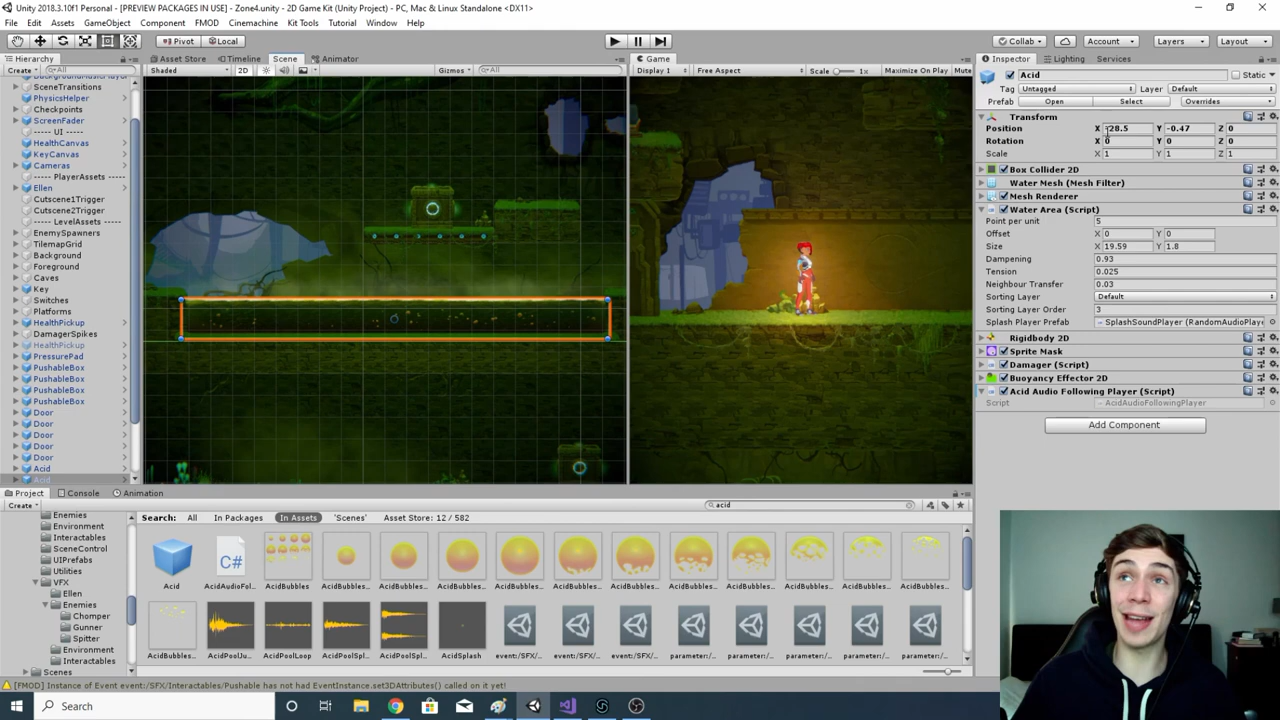 Unity 2018.3.10f1 Personal - [PREVIEW PACKAGES IN USE] - Zone4.unity - 2D Game Kit (Unity Project) - PC, Mac & Linux Standalone <DX11>
File Edit Assets GameObject Component FMOD Cinemachine Kit Tools Tutorial Window Help
Pivot Local Collab Account Layers Layout
Hierarchy
Create All
SceneTransitions
PhysicsHelper
Checkpoints
ScreenFader
----- UI -----
HealthCanvas
KeyCanvas
Cameras
----- PlayerAssets -----
Ellen
Cutscene1Trigger
Cutscene2Trigger
----- LevelAssets -----
EnemySpawners
TilemapGrid
Background
Foreground
Caves
Key
Switches
Platforms
HealthPickup
DamagerSpikes
HealthPickup
PressurePad
PushableBox
PushableBox
PushableBox
PushableBox
Door
Door
Door
Door
Door
Acid
Acid
Asset Store Timeline Scene Animator
Shaded 2D Gizmos All
Game
Display 1 Free Aspect Scale 1x Maximize On Play Mute
Inspector Lighting Services
Acid Static
Tag Untagged Layer Default
Prefab Open Select Overrides
Transform
Position X -28.5 Y -0.47 Z 0
Rotation X 0 Y 0 Z 0
Scale X 1 Y 1 Z 1
Box Collider 2D
Water Mesh (Mesh Filter)
Mesh Renderer
Water Area (Script)
Point per unit 5
Offset X 0 Y 0
Size X 19.59 Y 1.8
Dampening 0.93
Tension 0.025
Neighbour Transfer 0.03
Sorting Layer Default
Sorting Layer Order 3
Splash Player Prefab SplashSoundPlayer (RandomAudioPlaye
Rigidbody 2D
Sprite Mask
Damager (Script)
Buoyancy Effector 2D
Acid Audio Following Player (Script)
Script AcidAudioFollowingPlayer
Add Component
Project Console Animation
Create acid
Enemies
Environment
Interactables
SceneControl
UIPrefabs
Utilities
VFX
Ellen
Enemies
Chomper
Gunner
Spitter
Environment
Interactables
Scenes
Search: All In Packages In Assets 'Scenes' Asset Store: 12 / 582
C#
Acid AcidAudioFol... AcidBubbles AcidBubbles... AcidBubbles... AcidBubbles... AcidBubbles... AcidBubbles... AcidBubbles... AcidBubbles... AcidBubbles... AcidBubbles... AcidBubbles... AcidBubbles...
AcidBubbles... AcidPoolJu... AcidPoolLoop AcidPoolSpl... AcidPoolSpl... AcidSplash event:/SFX/... event:/SFX/... event:/SFX/... parameter:/... parameter:/... parameter:/... parameter:/... parameter:/...
[FMOD] Instance of Event event:/SFX/Interactables/Pushable has not had EventInstance.set3DAttributes() called on it yet!
Search